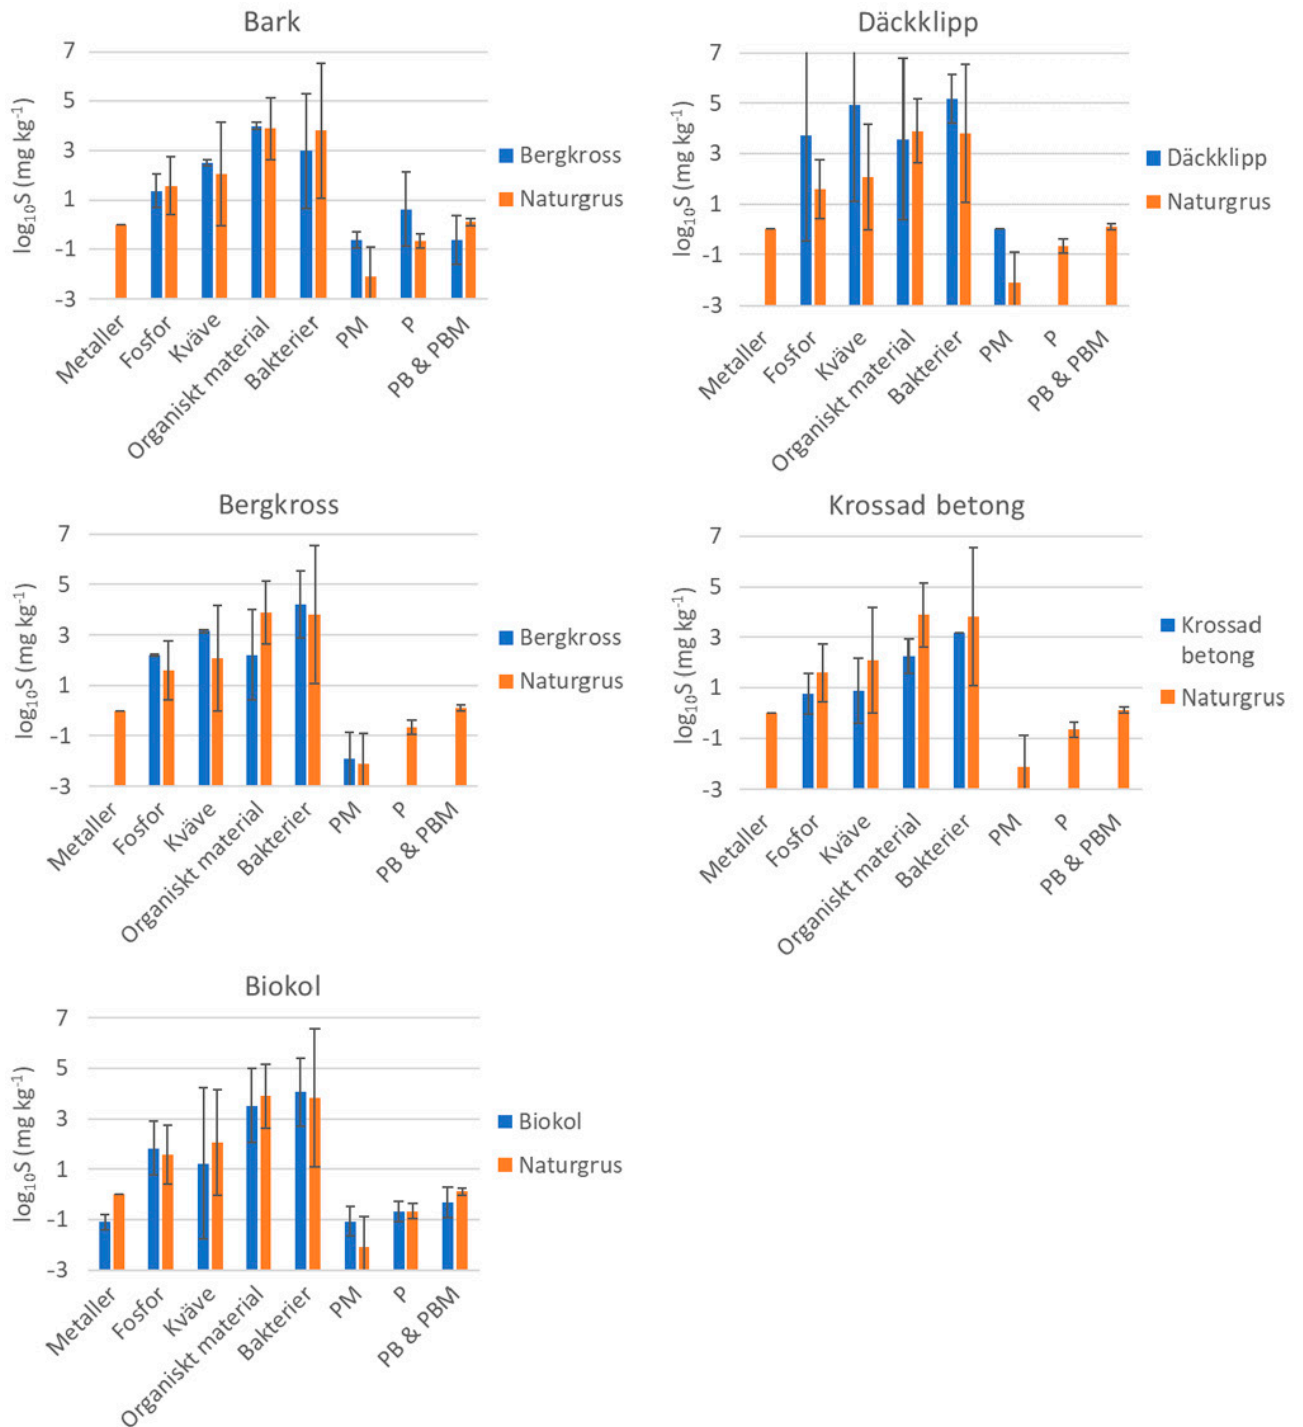 Bark
7
5
3
1
-1
-3
log₁₀S (mg kg⁻¹)
Metaller
Fosfor
Kväve
Organiskt material
Bakterier
PM
P
PB & PBM
Bergkross
Naturgrus
Däckklipp
7
5
3
1
-1
-3
log₁₀S (mg kg⁻¹)
Metaller
Fosfor
Kväve
Organiskt material
Bakterier
PM
P
PB & PBM
Däckklipp
Naturgrus
Bergkross
7
5
3
1
-1
-3
log₁₀S (mg kg⁻¹)
Metaller
Fosfor
Kväve
Organiskt material
Bakterier
PM
P
PB & PBM
Bergkross
Naturgrus
Krossad betong
7
5
3
1
-1
-3
log₁₀S (mg kg⁻¹)
Metaller
Fosfor
Kväve
Organiskt material
Bakterier
PM
P
PB & PBM
Krossad
betong
Naturgrus
Biokol
7
5
3
1
-1
-3
log₁₀S (mg kg⁻¹)
Metaller
Fosfor
Kväve
Organiskt material
Bakterier
PM
P
PB & PBM
Biokol
Naturgrus